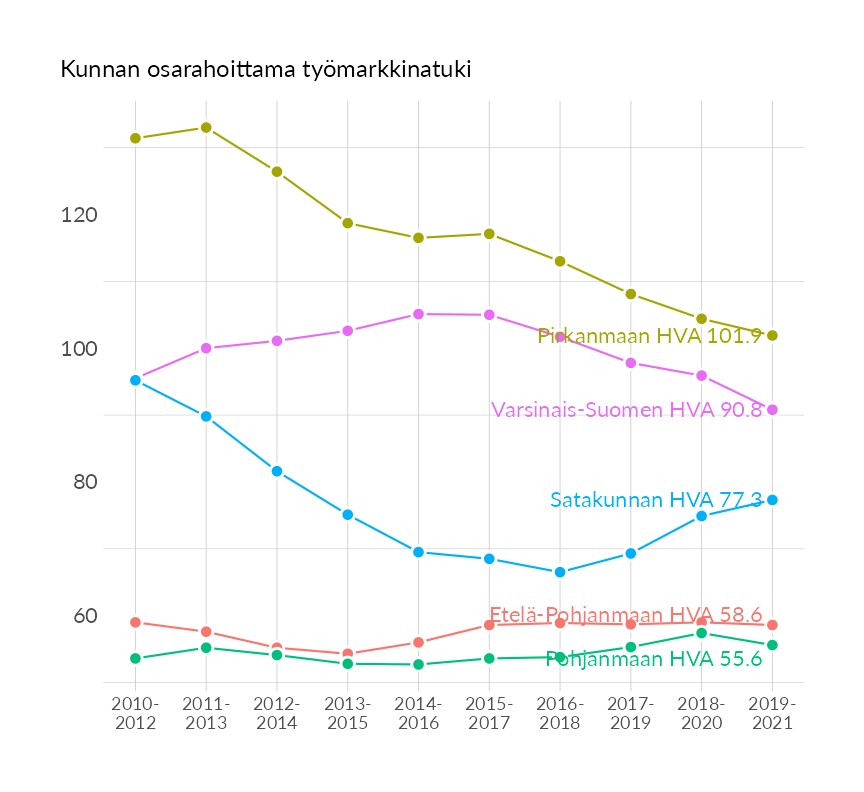 Kunnan osarahoittama työmarkkinatuki
120
100
80
60
Pirkanmaan HVA 101.9
Varsinais-Suomen HVA 90.8
Satakunnan HVA 77.3
Etelä-Pohjanmaan HVA 58.6
Pohjanmaan HVA 55.6
2010- 2011- 2012- 2013- 2014- 2015- 2016- 2017- 2018- 2019-
2012 2013 2014 2015 2016 2017 2018 2019 2020 2021